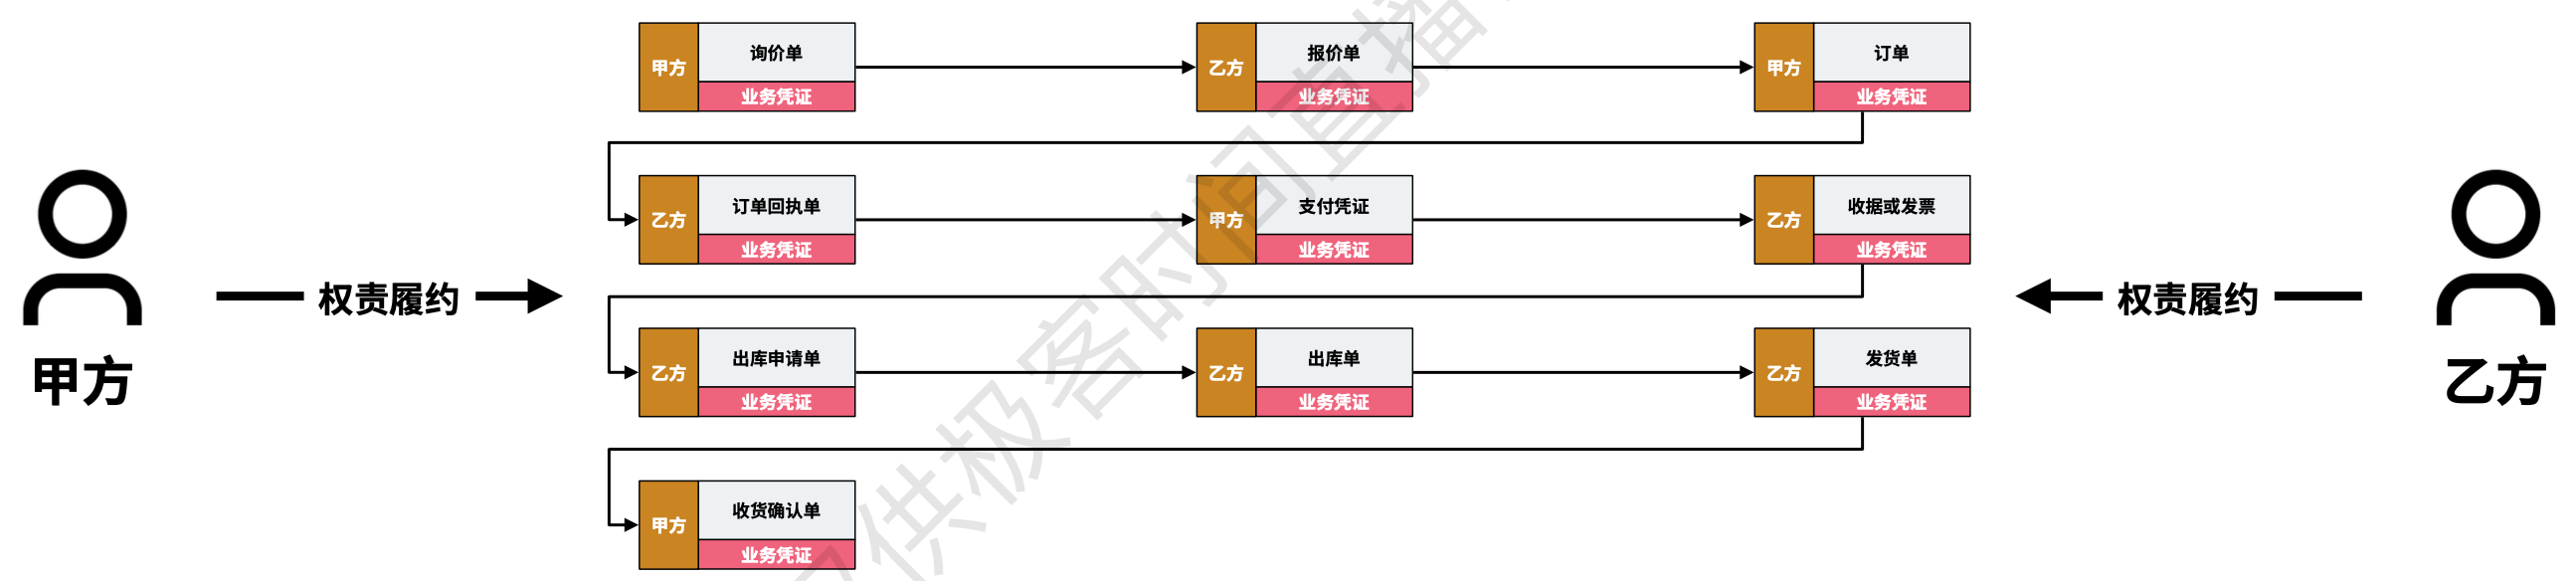 甲方
询价单
业务凭证
乙方
报价单
业务凭证
甲方
订单
业务凭证
乙方
订单回执单
业务凭证
甲方
支付凭证
业务凭证
乙方
收据或发票
业务凭证
权责履约
甲方
权责履约
乙方
乙方
出库申请单
业务凭证
乙方
出库单
业务凭证
乙方
发货单
业务凭证
甲方
收货确认单
业务凭证
供极客时间直播